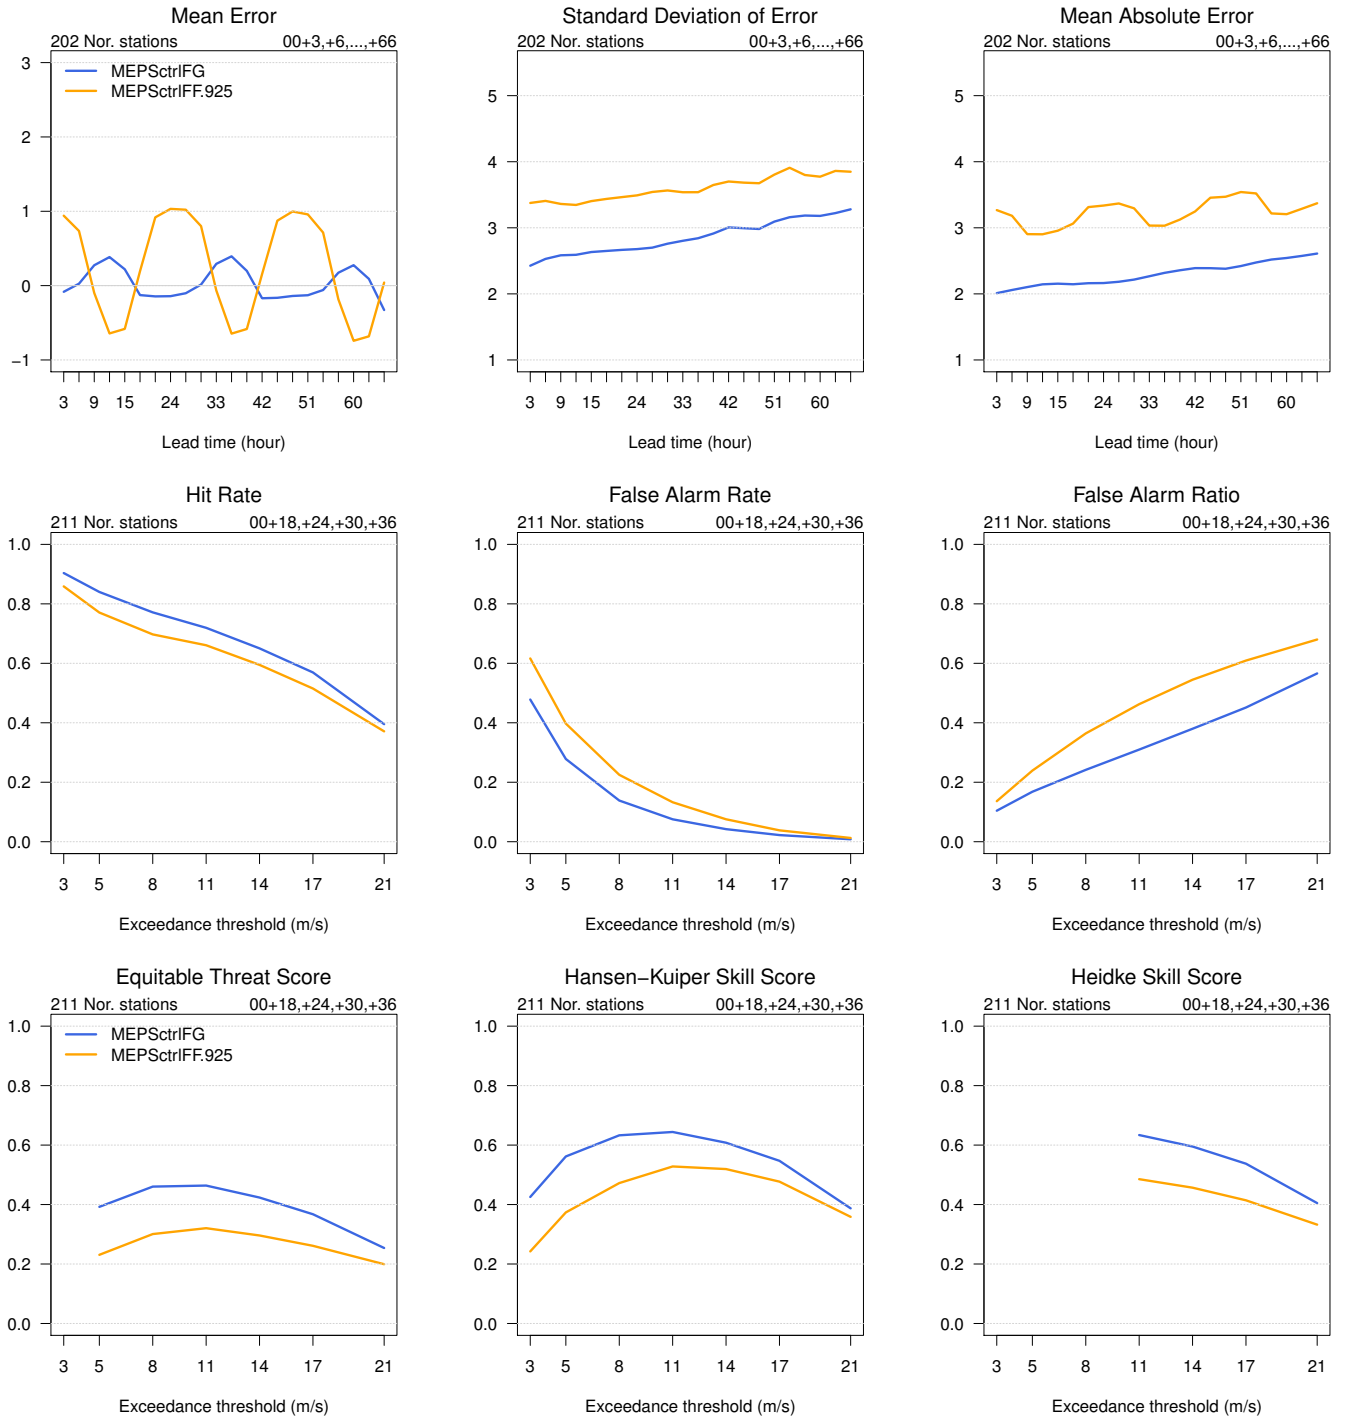 Mean Error
202 Nor. stations 00+3,+6,...,+66
MEPSctrlFG
MEPSctrlFF.925
3
2
1
0
−1
3 9 15 24 33 42 51 60
Lead time (hour)
Standard Deviation of Error
202 Nor. stations 00+3,+6,...,+66
5
4
3
2
1
3 9 15 24 33 42 51 60
Lead time (hour)
Mean Absolute Error
202 Nor. stations 00+3,+6,...,+66
5
4
3
2
1
3 9 15 24 33 42 51 60
Lead time (hour)
Hit Rate
211 Nor. stations 00+18,+24,+30,+36
1.0
0.8
0.6
0.4
0.2
0.0
3 5 8 11 14 17 21
Exceedance threshold (m/s)
False Alarm Rate
211 Nor. stations 00+18,+24,+30,+36
1.0
0.8
0.6
0.4
0.2
0.0
3 5 8 11 14 17 21
Exceedance threshold (m/s)
False Alarm Ratio
211 Nor. stations 00+18,+24,+30,+36
1.0
0.8
0.6
0.4
0.2
0.0
3 5 8 11 14 17 21
Exceedance threshold (m/s)
Equitable Threat Score
211 Nor. stations 00+18,+24,+30,+36
MEPSctrlFG
MEPSctrlFF.925
1.0
0.8
0.6
0.4
0.2
0.0
3 5 8 11 14 17 21
Exceedance threshold (m/s)
Hansen−Kuiper Skill Score
211 Nor. stations 00+18,+24,+30,+36
1.0
0.8
0.6
0.4
0.2
0.0
3 5 8 11 14 17 21
Exceedance threshold (m/s)
Heidke Skill Score
211 Nor. stations 00+18,+24,+30,+36
1.0
0.8
0.6
0.4
0.2
0.0
3 5 8 11 14 17 21
Exceedance threshold (m/s)